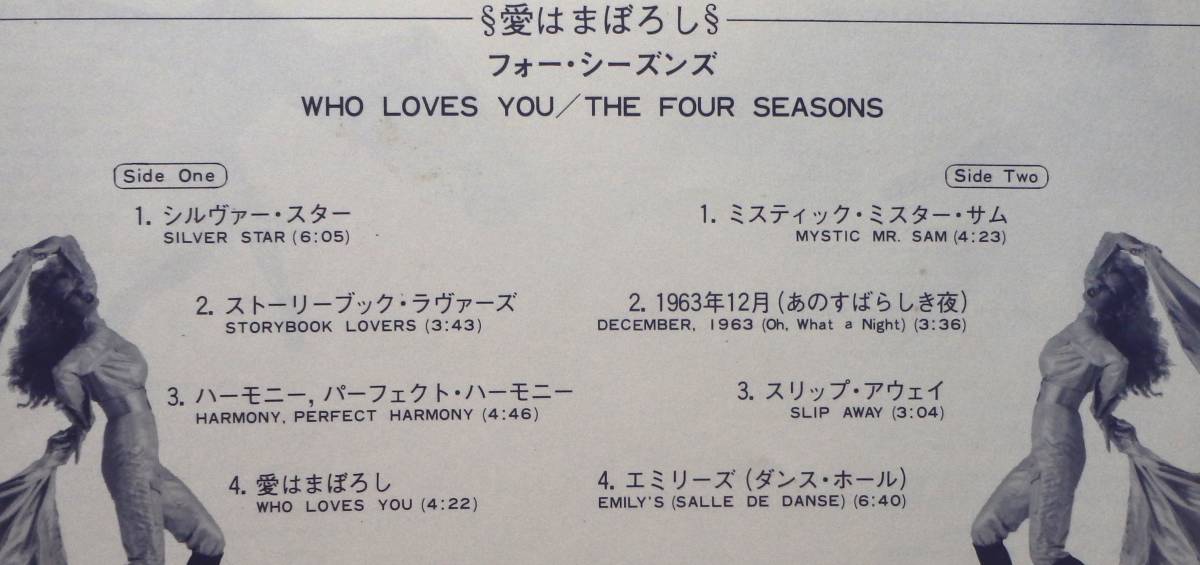 §愛はまぼろし§
フォー・シーズンズ
WHO LOVES YOU／THE FOUR SEASONS
Side One
1. シルヴァー・スター
SILVER STAR (6:05)
2. ストーリーブック・ラヴァーズ
STORYBOOK LOVERS (3:43)
3. ハーモニー, パーフェクト・ハーモニー
HARMONY, PERFECT HARMONY (4:46)
4. 愛はまぼろし
WHO LOVES YOU (4:22)
Side Two
1. ミスティック・ミスター・サム
MYSTIC MR. SAM (4:23)
2. 1963年12月 (あのすばらしき夜)
DECEMBER, 1963 (Oh, What a Night) (3:36)
3. スリップ・アウェイ
SLIP AWAY (3:04)
4. エミリーズ (ダンス・ホール)
EMILY'S (SALLE DE DANSE) (6:40)